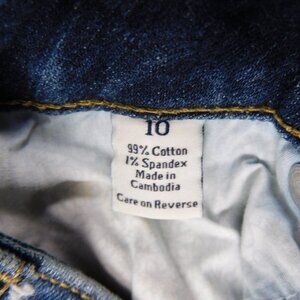 10
99% Cotton
1% Spandex
Made in
Cambodia
Care on Reverse